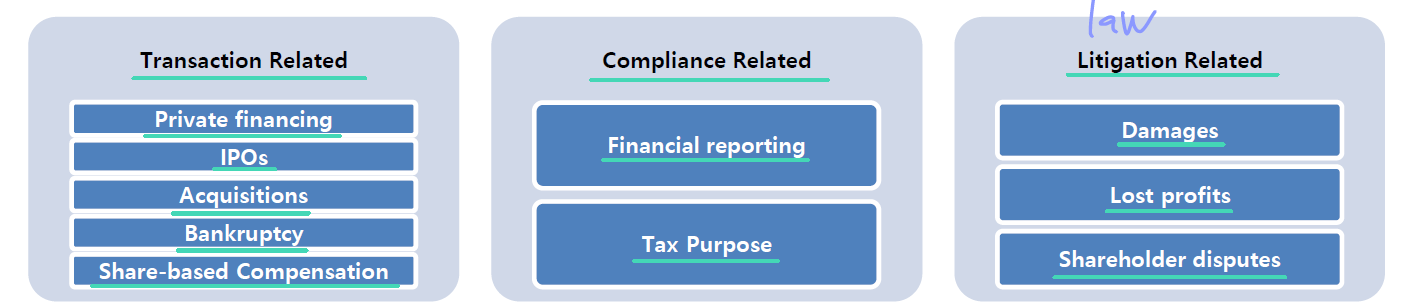 law
Transaction Related
Private financing
IPOs
Acquisitions
Bankruptcy
Share-based Compensation
Compliance Related
Financial reporting
Tax Purpose
Litigation Related
Damages
Lost profits
Shareholder disputes